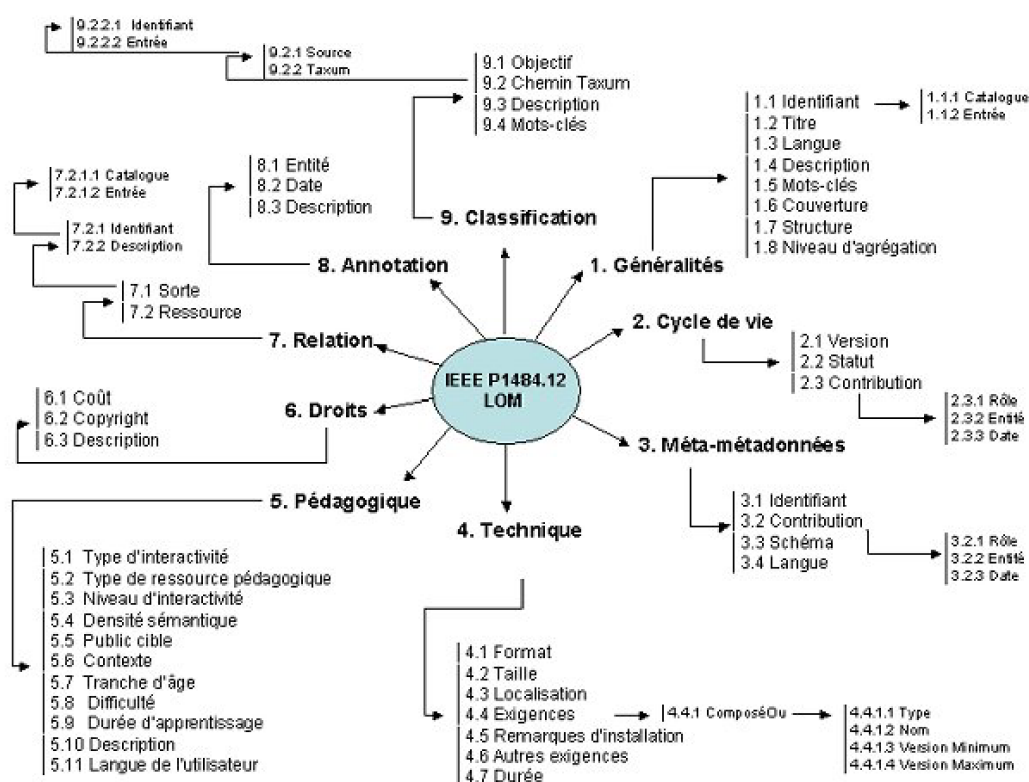 IEEE P1484.12
LOM
1. Généralités
1.1 Identifiant
1.2 Titre
1.3 Langue
1.4 Description
1.5 Mots-clés
1.6 Couverture
1.7 Structure
1.8 Niveau d'agrégation
1.1.1 Catalogue
1.1.2 Entrée
2. Cycle de vie
2.1 Version
2.2 Statut
2.3 Contribution
2.3.1 Rôle
2.3.2 Entité
2.3.3 Date
3. Méta-métadonnées
3.1 Identifiant
3.2 Contribution
3.3 Schéma
3.4 Langue
3.2.1 Rôle
3.2.2 Entité
3.2.3 Date
4. Technique
4.1 Format
4.2 Taille
4.3 Localisation
4.4 Exigences
4.5 Remarques d'installation
4.6 Autres exigences
4.7 Durée
4.4.1 ComposéOu
4.4.1.1 Type
4.4.1.2 Nom
4.4.1.3 Version Minimum
4.4.1.4 Version Maximum
5. Pédagogique
5.1 Type d'interactivité
5.2 Type de ressource pédagogique
5.3 Niveau d'interactivité
5.4 Densité sémantique
5.5 Public cible
5.6 Contexte
5.7 Tranche d'âge
5.8 Difficulté
5.9 Durée d'apprentissage
5.10 Description
5.11 Langue de l'utilisateur
6. Droits
6.1 Coût
6.2 Copyright
6.3 Description
7. Relation
7.1 Sorte
7.2 Ressource
7.2.1 Identifiant
7.2.2 Description
7.2.1.1 Catalogue
7.2.1.2 Entrée
8. Annotation
8.1 Entité
8.2 Date
8.3 Description
9. Classification
9.1 Objectif
9.2 Chemin Taxum
9.3 Description
9.4 Mots-clés
9.2.1 Source
9.2.2 Taxum
9.2.2.1 Identifiant
9.2.2.2 Entrée